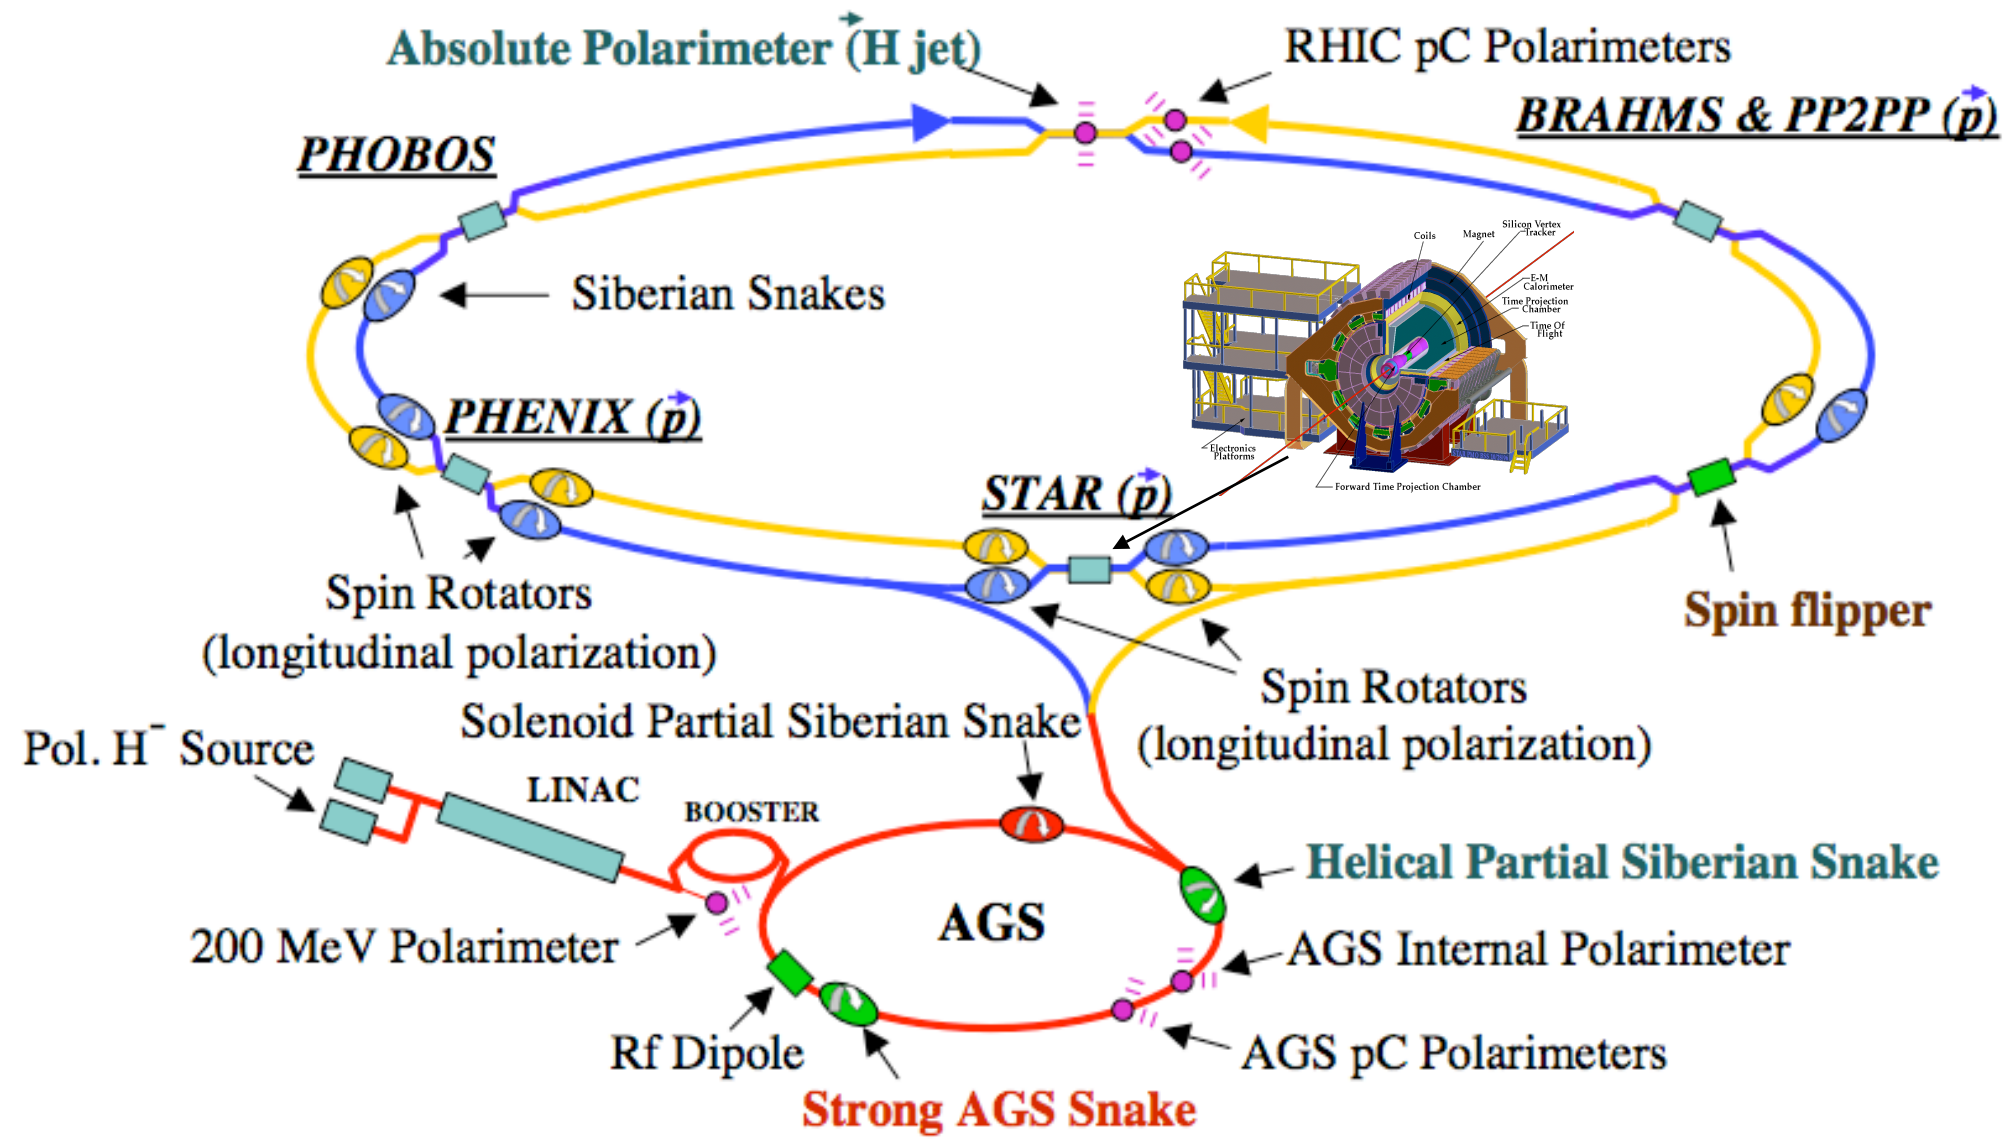 Absolute Polarimeter (H jet)
RHIC pC Polarimeters
BRAHMS & PP2PP (p)
PHOBOS
Silicon Vertex
Tracker
Coils
Magnet
E-M
Calorimeter
Time Projection
Chamber
Time Of
Flight
Siberian Snakes
PHENIX (p)
Electronics
Platforms
Forward Time Projection Chamber
STAR (p)
Spin Rotators
(longitudinal polarization)
Spin flipper
Spin Rotators
(longitudinal polarization)
Solenoid Partial Siberian Snake
Pol. H⁻ Source
LINAC
BOOSTER
Helical Partial Siberian Snake
AGS
200 MeV Polarimeter
AGS Internal Polarimeter
Rf Dipole
AGS pC Polarimeters
Strong AGS Snake